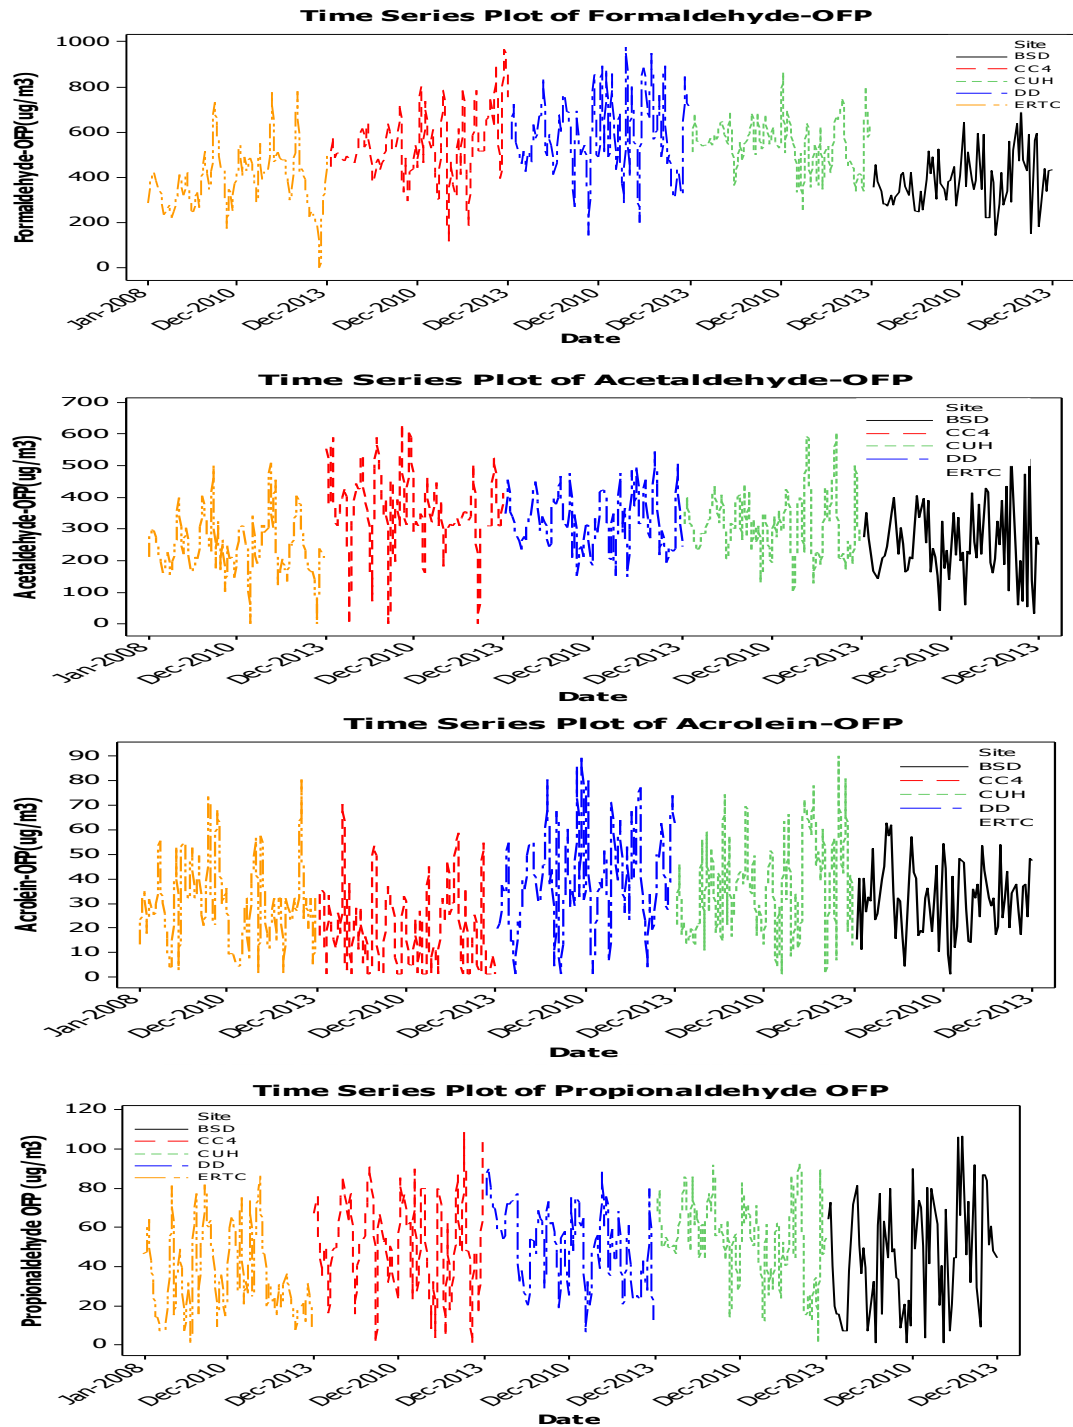 Time Series Plot of Formaldehyde-OFP
Formaldehyde-OFP(ug/m3)
1000
800
600
400
200
0
Site
BSD
CC4
CUH
DD
ERTC
Jan-2008
Dec-2010
Dec-2013
Dec-2010
Dec-2013
Dec-2010
Dec-2013
Dec-2010
Dec-2013
Dec-2010
Dec-2013
Date
Time Series Plot of Acetaldehyde-OFP
Acetaldehyde-OFP(ug/m3)
700
600
500
400
300
200
100
0
Site
BSD
CC4
CUH
DD
ERTC
Jan-2008
Dec-2010
Dec-2013
Dec-2010
Dec-2013
Dec-2010
Dec-2013
Dec-2010
Dec-2013
Dec-2010
Dec-2013
Date
Time Series Plot of Acrolein-OFP
Acrolein-OFP(ug/m3)
90
80
70
60
50
40
30
20
10
0
Site
BSD
CC4
CUH
DD
ERTC
Jan-2008
Dec-2010
Dec-2013
Dec-2010
Dec-2013
Dec-2010
Dec-2013
Dec-2010
Dec-2013
Dec-2010
Dec-2013
Date
Time Series Plot of Propionaldehyde OFP
Propionaldehyde OFP (ug/m3)
120
100
80
60
40
20
0
Site
BSD
CC4
CUH
DD
ERTC
Jan-2008
Dec-2010
Dec-2013
Dec-2010
Dec-2013
Dec-2010
Dec-2013
Dec-2010
Dec-2013
Dec-2010
Dec-2013
Date